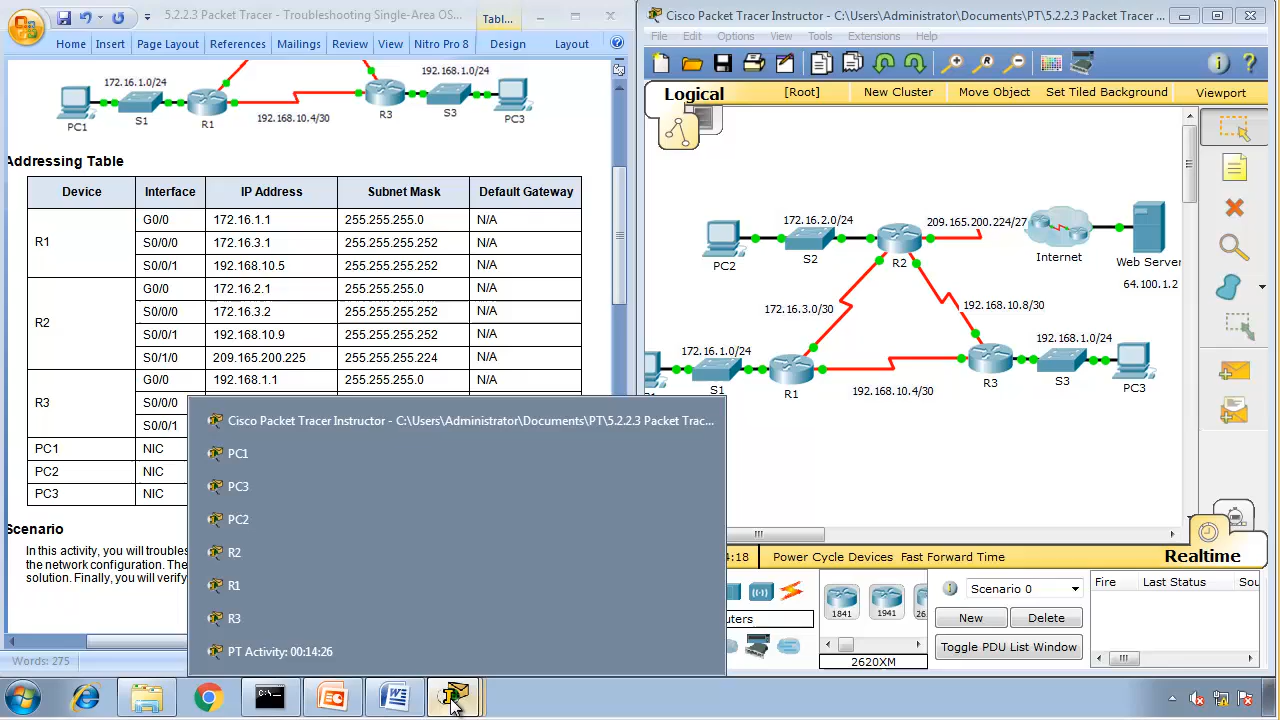 5.2.2.3 Packet Tracer - Troubleshooting Single-Area OS...
Tabl...
Home Insert Page Layout References Mailings Review View Nitro Pro 8 Design Layout
172.16.1.0/24
192.168.1.0/24
PC1 S1 R1 192.168.10.4/30 R3 S3 PC3
Addressing Table
Device Interface IP Address Subnet Mask Default Gateway
R1
G0/0 172.16.1.1 255.255.255.0 N/A
S0/0/0 172.16.3.1 255.255.255.252 N/A
S0/0/1 192.168.10.5 255.255.255.252 N/A
R2
G0/0 172.16.2.1 255.255.255.0 N/A
S0/0/0 172.16.3.2 255.255.255.252 N/A
S0/0/1 192.168.10.9 255.255.255.252 N/A
S0/1/0 209.165.200.225 255.255.255.224 N/A
R3
G0/0 192.168.1.1 255.255.255.0 N/A
S0/0/0
S0/0/1
PC1 NIC
PC2 NIC
PC3 NIC
Scenario
In this activity, you will troubles
the network configuration. The
solution. Finally, you will verify
Words: 275
Cisco Packet Tracer Instructor - C:\Users\Administrator\Documents\PT\5.2.2.3 Packet Trac...
PC1
PC3
PC2
R2
R1
R3
PT Activity: 00:14:26
Cisco Packet Tracer Instructor - C:\Users\Administrator\Documents\PT\5.2.2.3 Packet Tracer
File Edit Options View Tools Extensions Help
Logical [Root] New Cluster Move Object Set Tiled Background Viewport
172.16.2.0/24
209.165.200.224/27
PC2 S2 R2 Internet Web Server
64.100.1.2
172.16.3.0/30
192.168.10.8/30
172.16.1.0/24
192.168.1.0/24
S1 R1 192.168.10.4/30 R3 S3 PC3
4:18 Power Cycle Devices Fast Forward Time Realtime
1841 1941 26
uters
2620XM
Scenario 0
New Delete
Toggle PDU List Window
Fire Last Status Sou